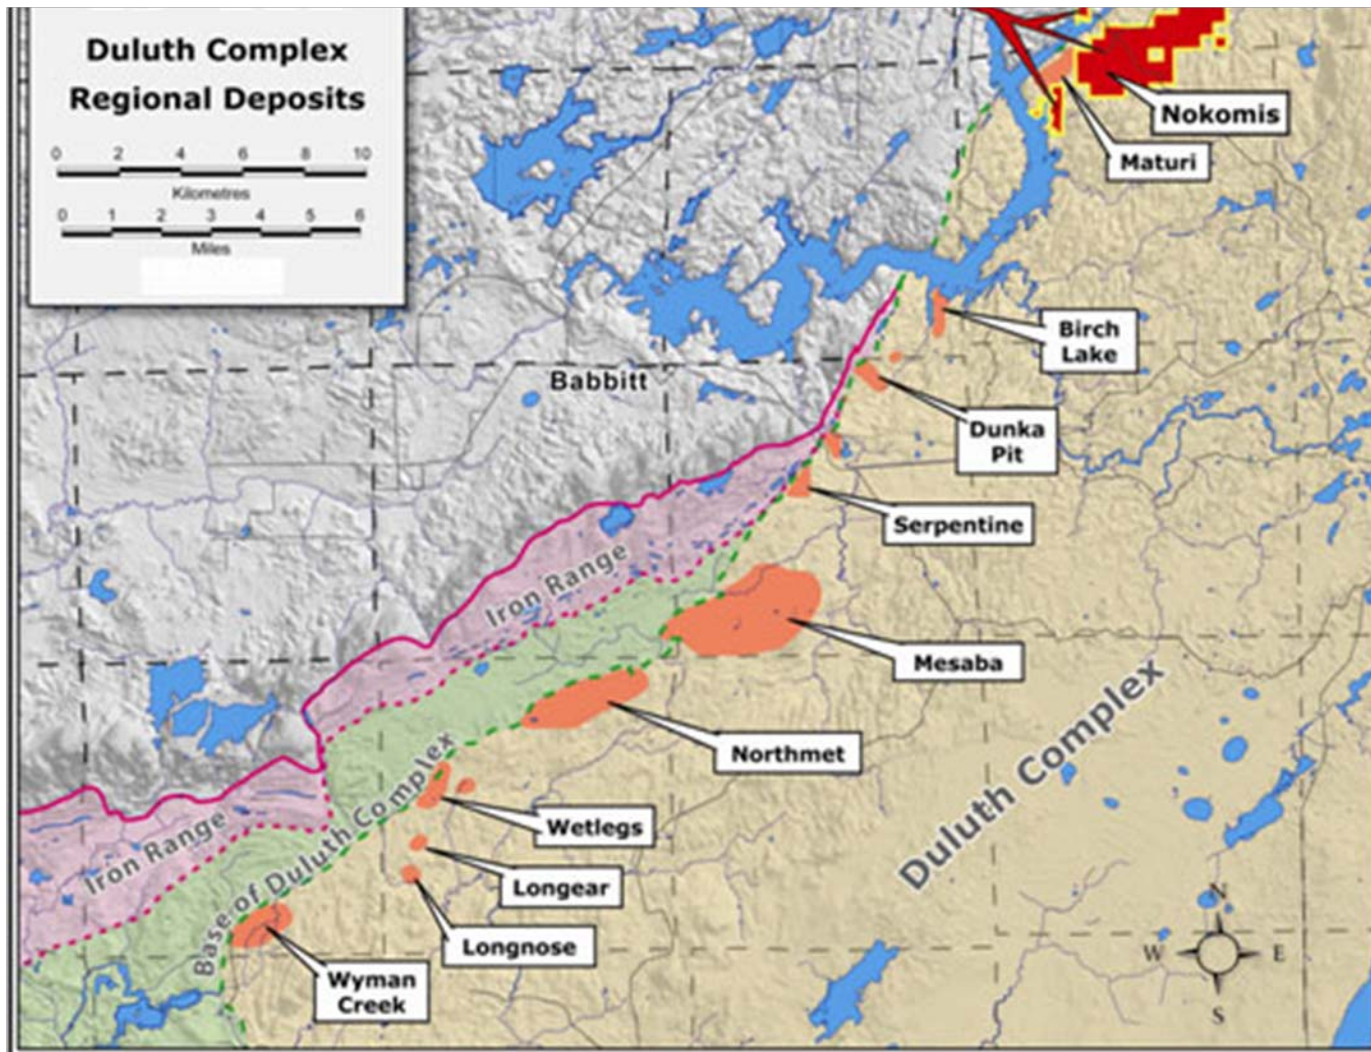 Duluth Complex
Regional Deposits
0 2 4 6 8 10
Kilometres
0 1 2 3 4 5 6
Miles
Nokomis
Maturi
Birch
Lake
Babbitt
Dunka
Pit
Serpentine
Iron Range
Mesaba
Duluth Complex
Northmet
Base of Duluth Complex
Wetlegs
Iron Range
Longear
Longnose
Wyman
Creek
N
W E
S